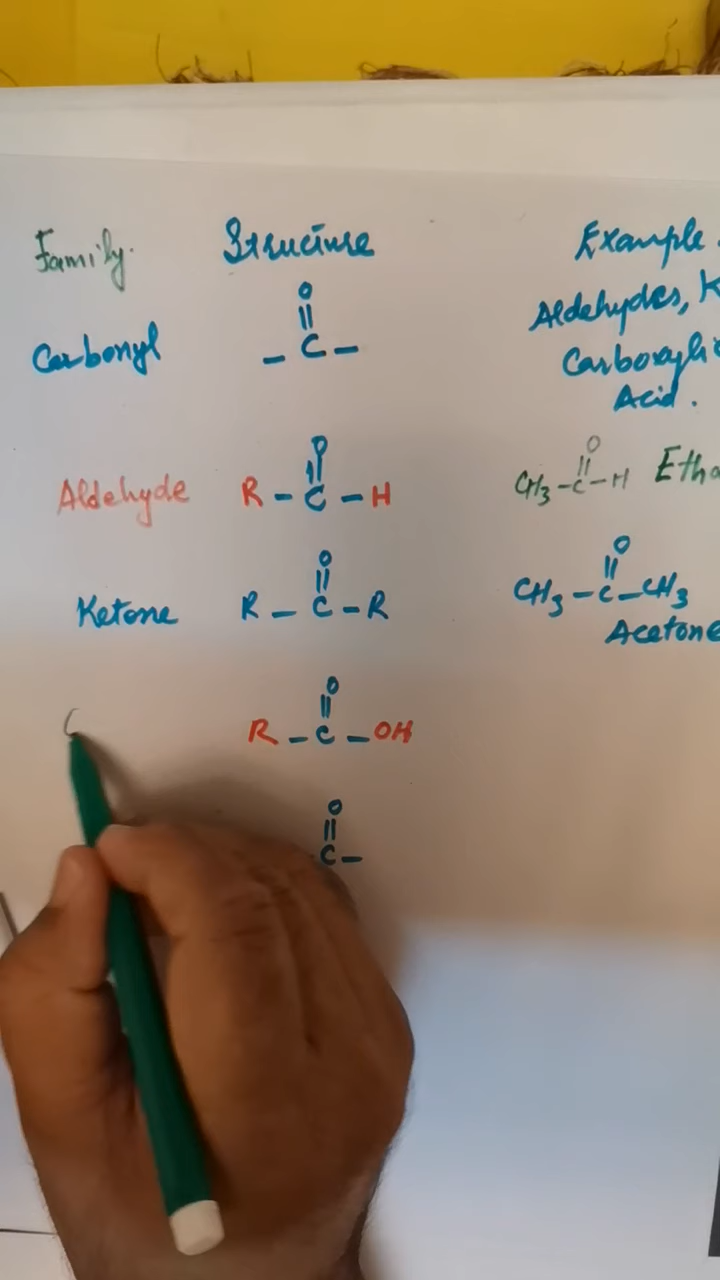 Family. Structure Example.
O
||
Carbonyl - C - Aldehydes, K
Carboxylic
Acid.
O O
|| ||
Aldehyde R - C - H CH3 - C - H Etha
O O
|| ||
Ketone R - C - R CH3 - C - CH3
Acetone
O
||
C R - C - OH
O
||
C -